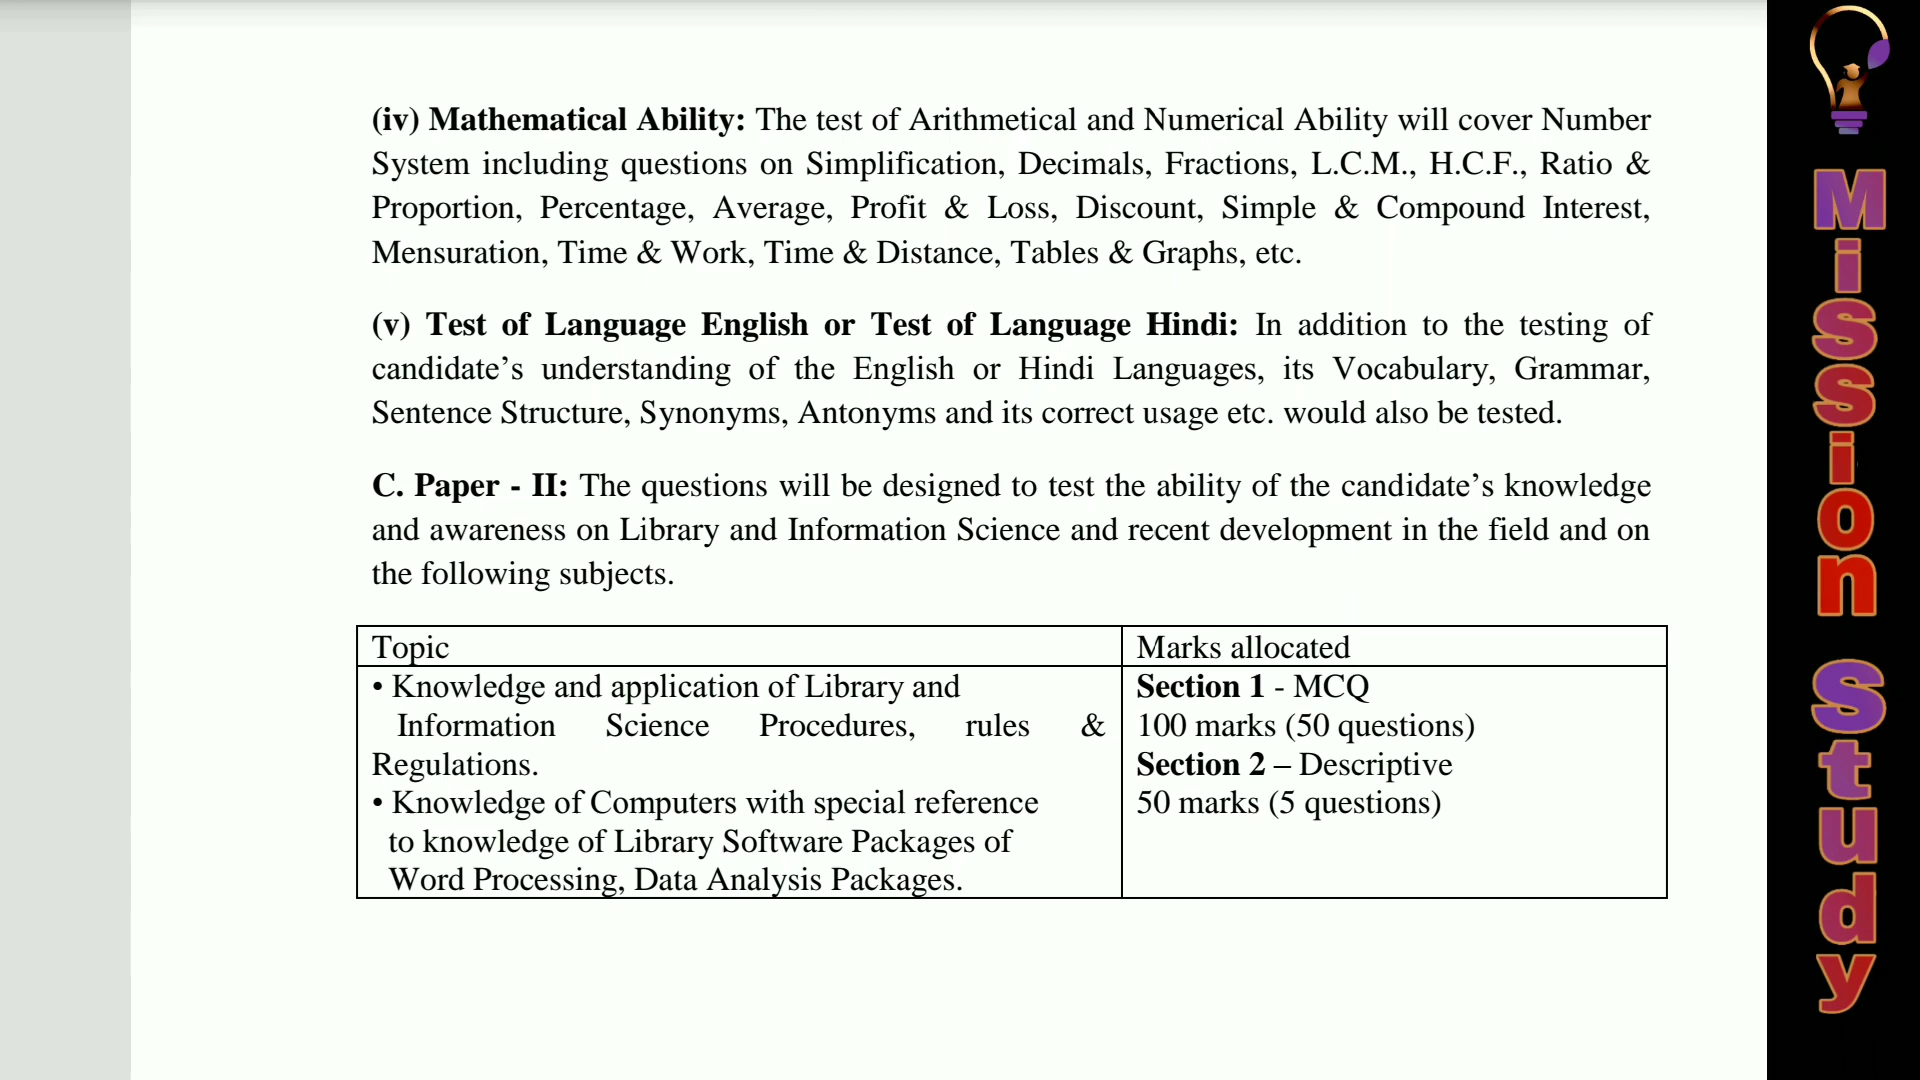 (iv) Mathematical Ability: The test of Arithmetical and Numerical Ability will cover Number
System including questions on Simplification, Decimals, Fractions, L.C.M., H.C.F., Ratio &
Proportion, Percentage, Average, Profit & Loss, Discount, Simple & Compound Interest,
Mensuration, Time & Work, Time & Distance, Tables & Graphs, etc.
(v) Test of Language English or Test of Language Hindi: In addition to the testing of
candidate’s understanding of the English or Hindi Languages, its Vocabulary, Grammar,
Sentence Structure, Synonyms, Antonyms and its correct usage etc. would also be tested.
C. Paper - II: The questions will be designed to test the ability of the candidate’s knowledge
and awareness on Library and Information Science and recent development in the field and on
the following subjects.
Topic
• Knowledge and application of Library and
Information Science Procedures, rules &
Regulations.
• Knowledge of Computers with special reference
to knowledge of Library Software Packages of
Word Processing, Data Analysis Packages.
Marks allocated
Section 1 - MCQ
100 marks (50 questions)
Section 2 – Descriptive
50 marks (5 questions)
Mission Study